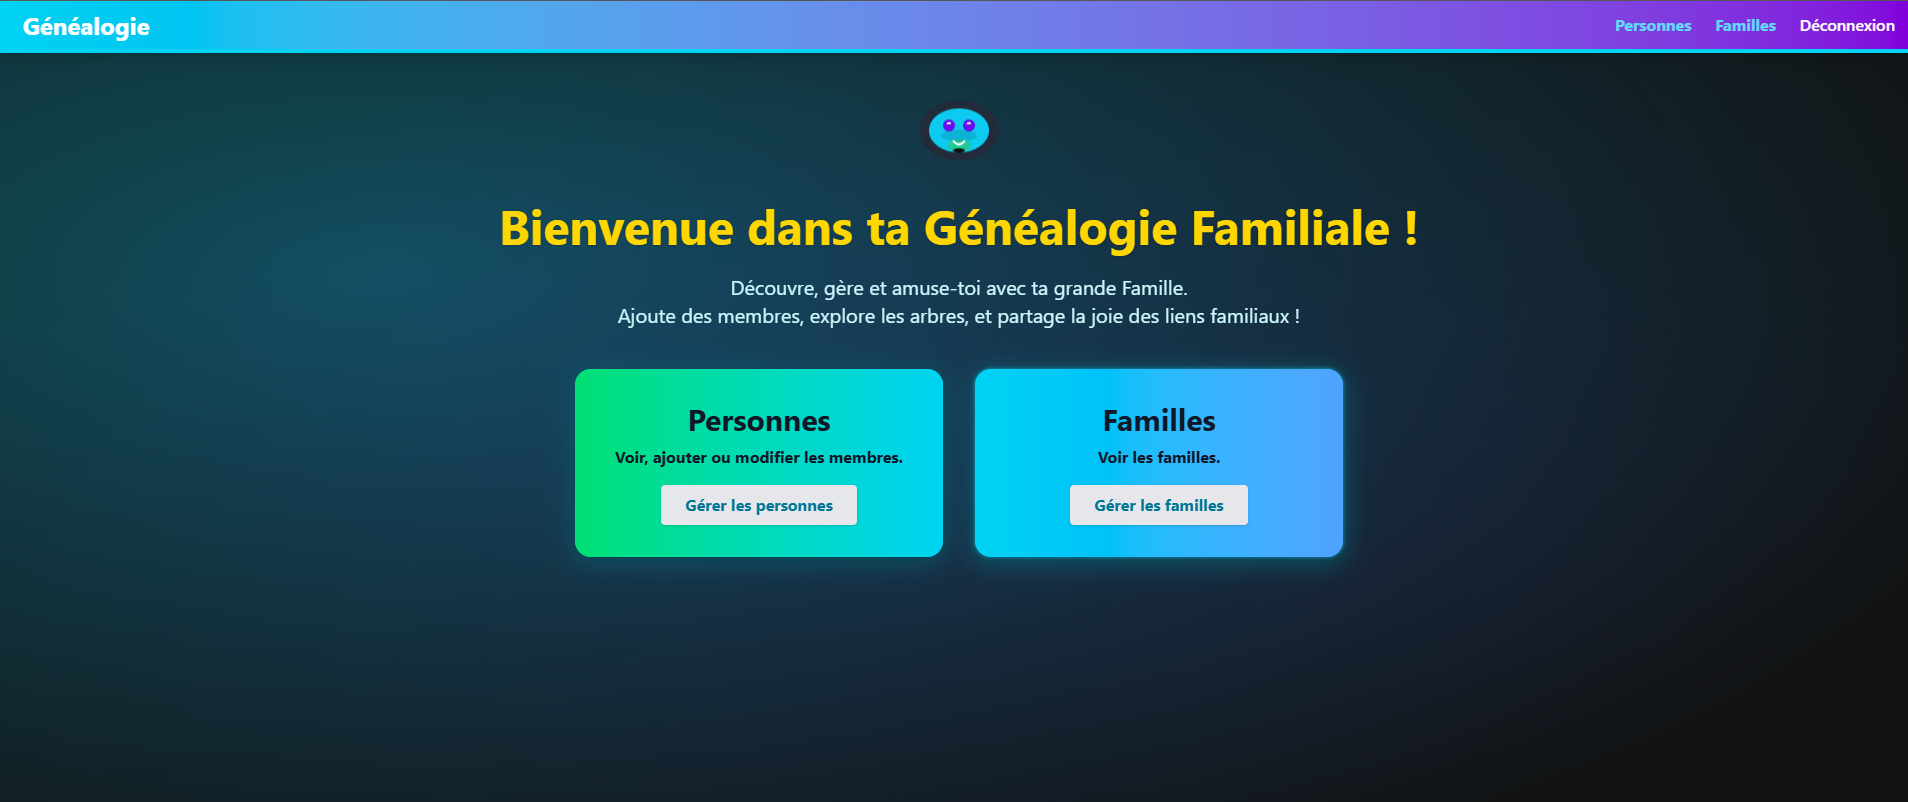 Généalogie
Personnes
Familles
Déconnexion
Bienvenue dans ta Généalogie Familiale !
Découvre, gère et amuse-toi avec ta grande Famille.
Ajoute des membres, explore les arbres, et partage la joie des liens familiaux !
Personnes
Voir, ajouter ou modifier les membres.
Gérer les personnes
Familles
Voir les familles.
Gérer les familles